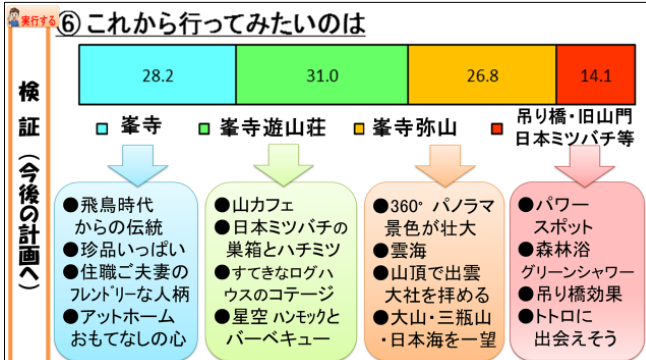 実行する
⑥これから行ってみたいのは
検証（今後の計画へ）
28.2 31.0 26.8 14.1
峯寺 峯寺遊山荘 峯寺弥山 吊り橋・旧山門
日本ミツバチ等
●飛鳥時代
からの伝統
●珍品いっぱい
●住職ご夫妻の
フレンドリーな人柄
●アットホーム
おもてなしの心
●山カフェ
●日本ミツバチの
巣箱とハチミツ
●すてきなログハ
ウスのコテージ
●星空 ハンモックと
バーベキュー
●360°パノラマ
景色が壮大
●雲海
●山頂で出雲
大社を拝める
●大山・三瓶山
・日本海を一望
●パワー
スポット
●森林浴
グリーンシャワー
●吊り橋効果
●トトロに
出会えそう